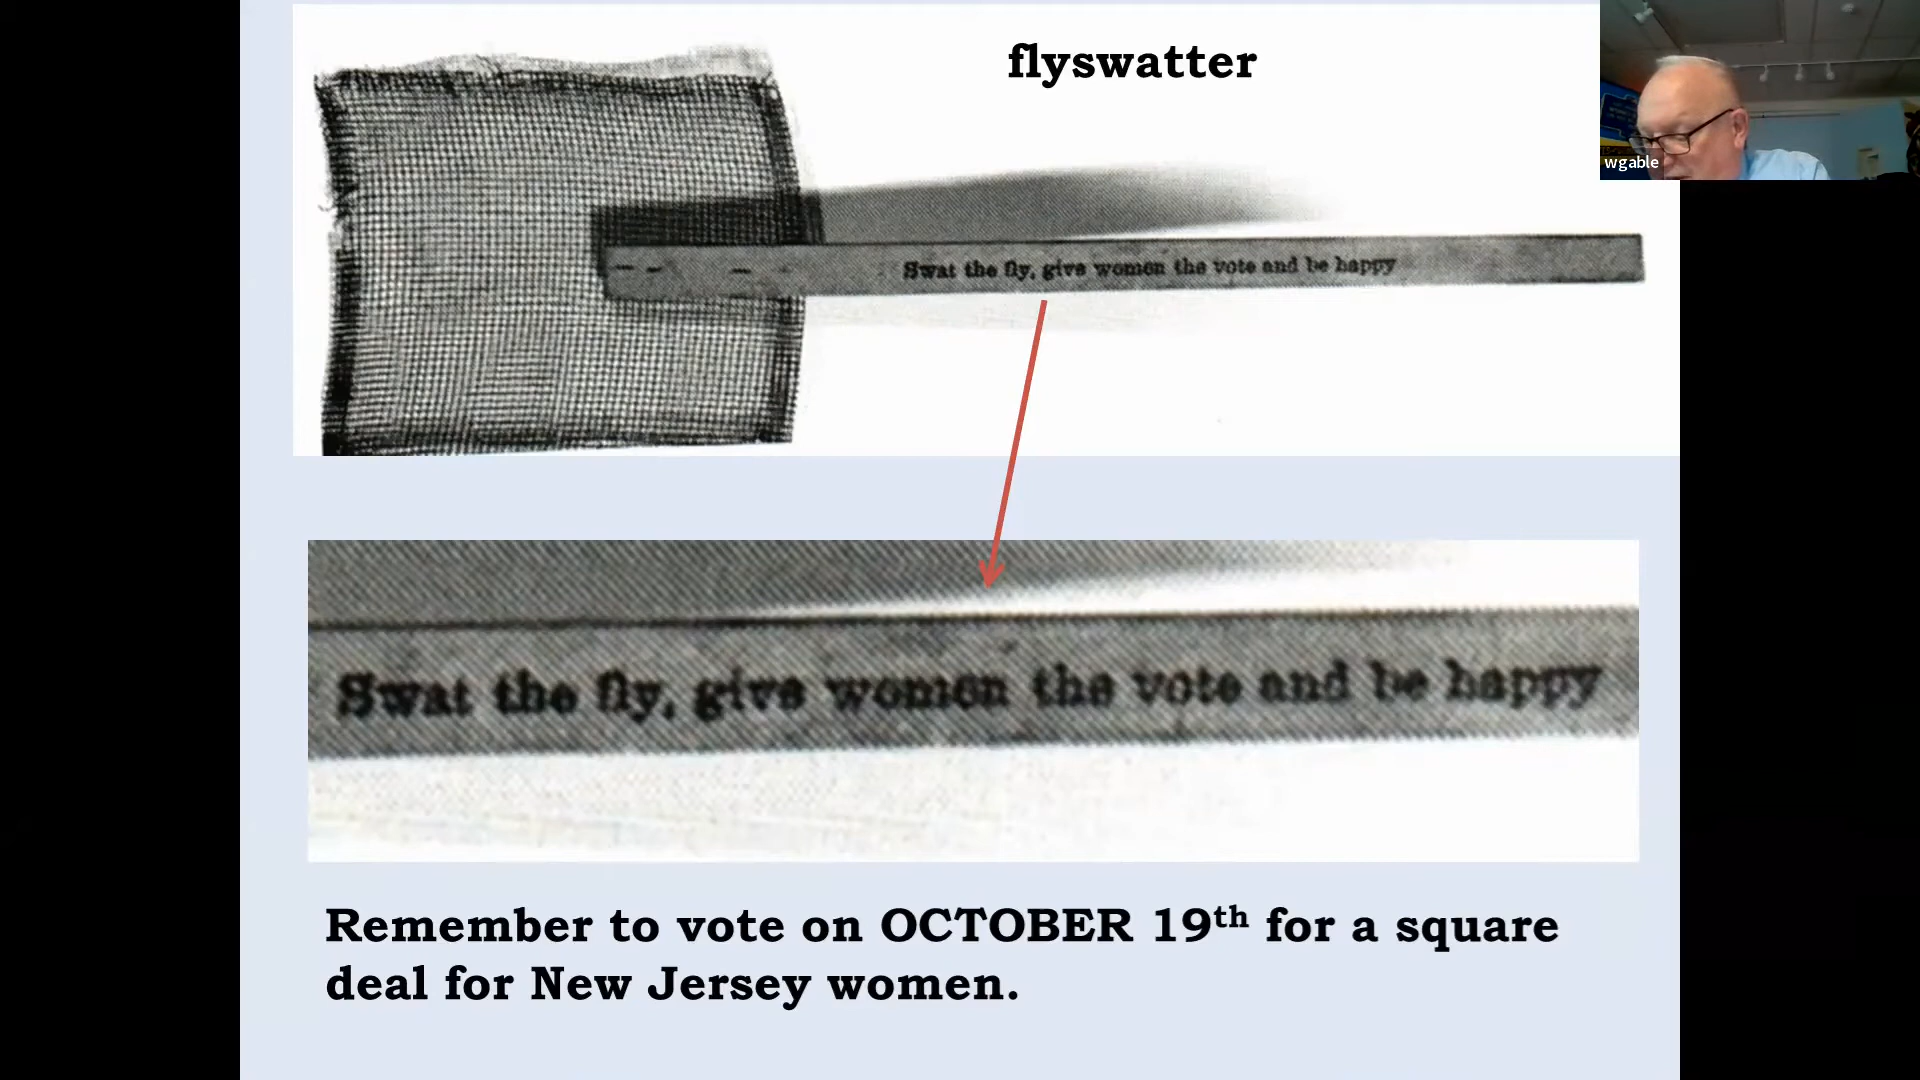 flyswatter
wgable
Swat the fly, give women the vote and be happy
Swat the fly, give women the vote and be happy
Remember to vote on OCTOBER 19th for a square
deal for New Jersey women.